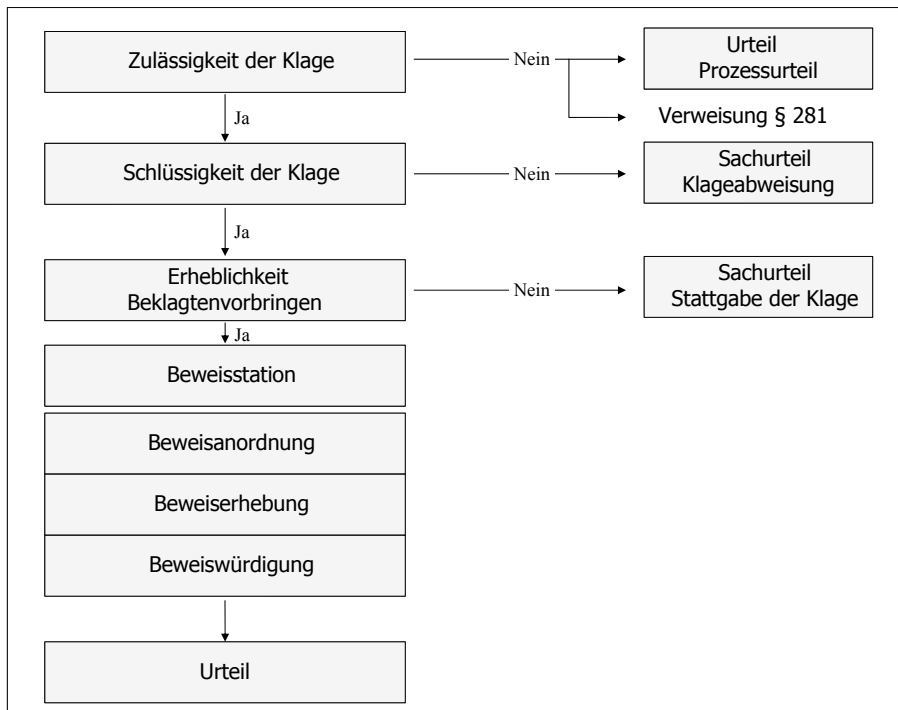 Zulässigkeit der Klage
Nein
Urteil
Prozessurteil
Ja
Verweisung § 281
Schlüssigkeit der Klage
Nein
Sachurteil
Klageabweisung
Ja
Erheblichkeit
Beklagtenvorbringen
Nein
Sachurteil
Stattgabe der Klage
Ja
Beweisstation
Beweisanordnung
Beweiserhebung
Beweiswürdigung
Urteil